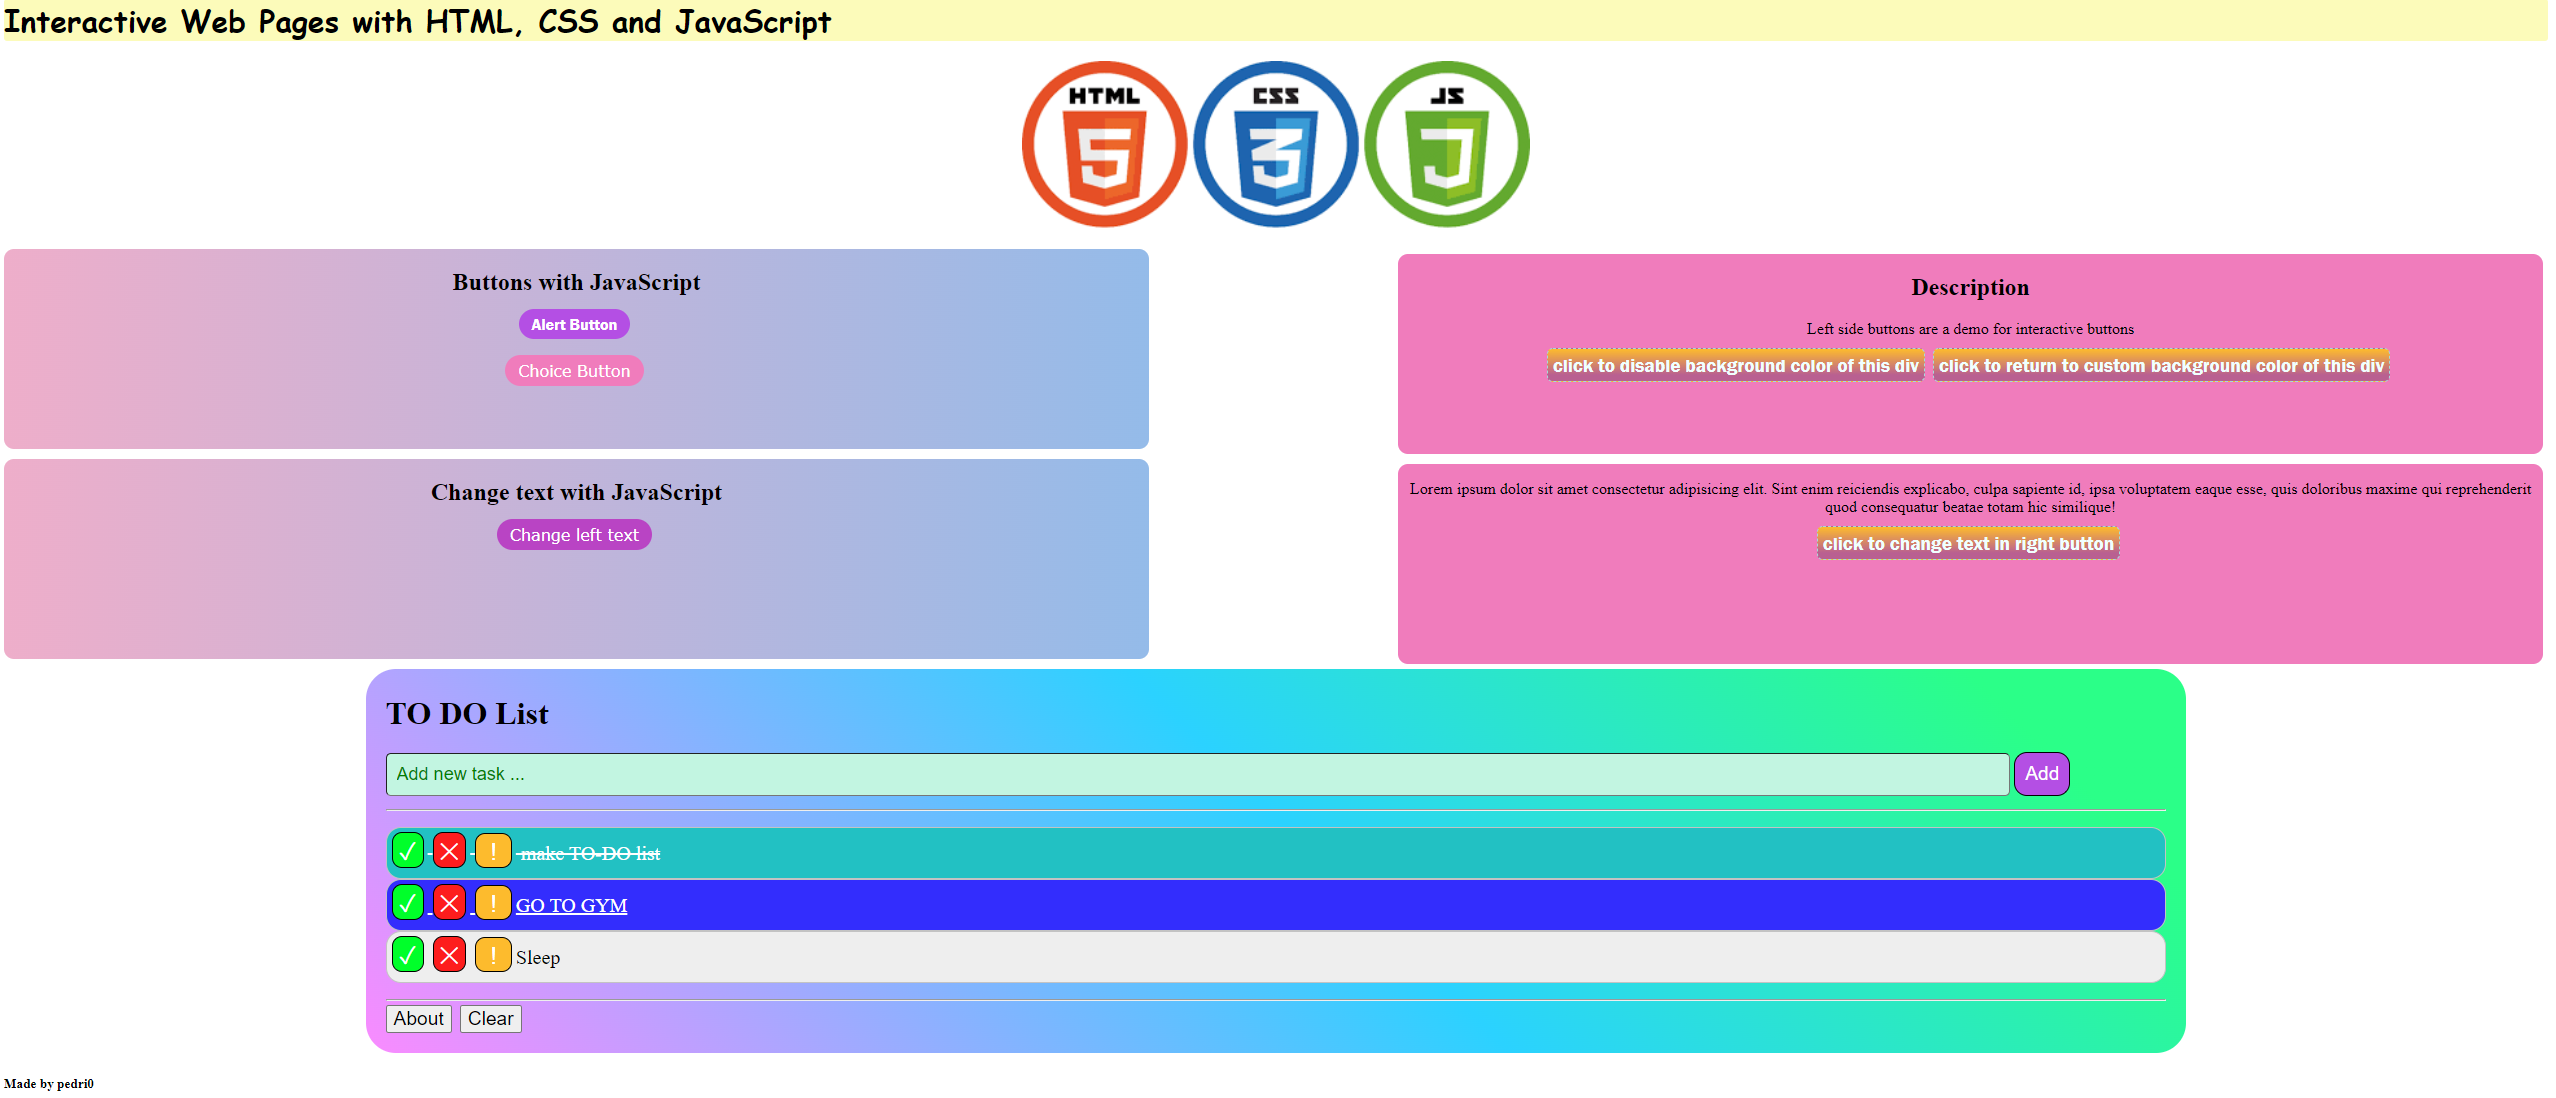 Interactive Web Pages with HTML, CSS and JavaScript
HTML
5
CSS
3
JS
J
Buttons with JavaScript
Alert Button
Choice Button
Description
Left side buttons are a demo for interactive buttons
click to disable background color of this div
click to return to custom background color of this div
Change text with JavaScript
Change left text
Lorem ipsum dolor sit amet consectetur adipisicing elit. Sint enim reiciendis explicabo, culpa sapiente id, ipsa voluptatem eaque esse, quis doloribus maxime qui reprehenderit
quod consequatur beatae totam hic similique!
click to change text in right button
TO DO List
Add new task ...
Add
✓ ✕ ! make TO-DO list
✓ ✕ ! GO TO GYM
✓ ✕ ! Sleep
About
Clear
Made by pedri0